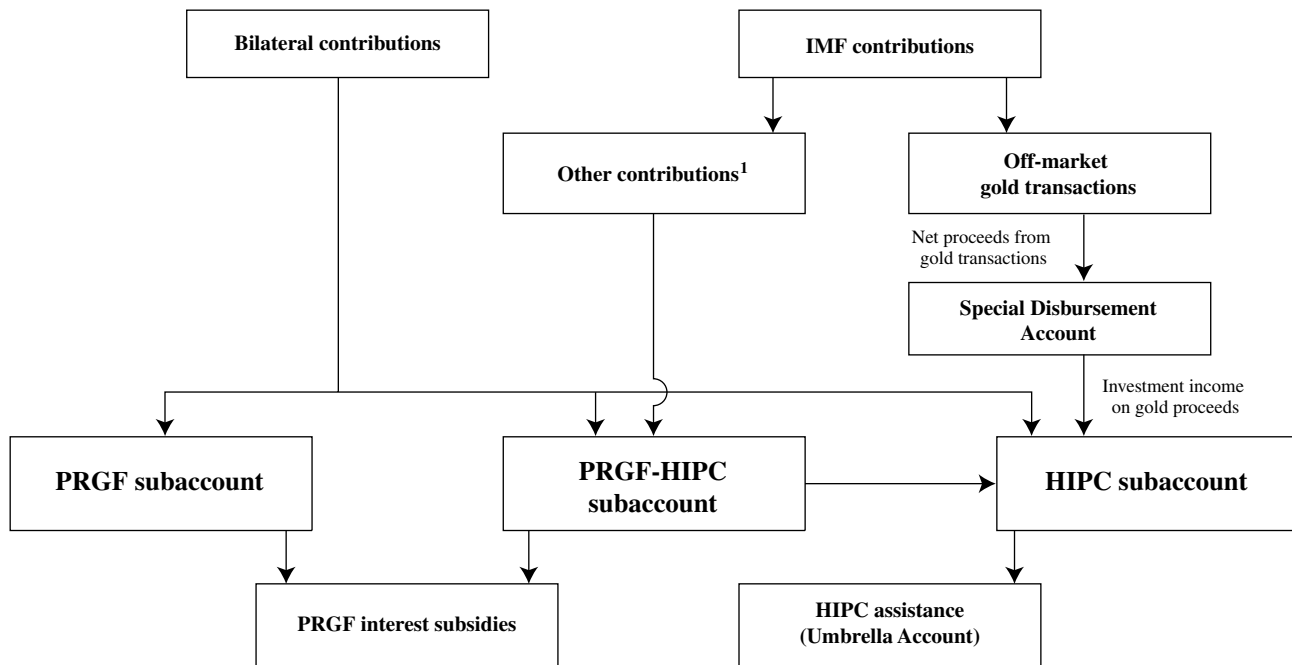 Bilateral contributions
IMF contributions
Other contributions¹
Off-market
gold transactions
Net proceeds from
gold transactions
Special Disbursement
Account
Investment income
on gold proceeds
PRGF subaccount
PRGF-HIPC
subaccount
HIPC subaccount
PRGF interest subsidies
HIPC assistance
(Umbrella Account)